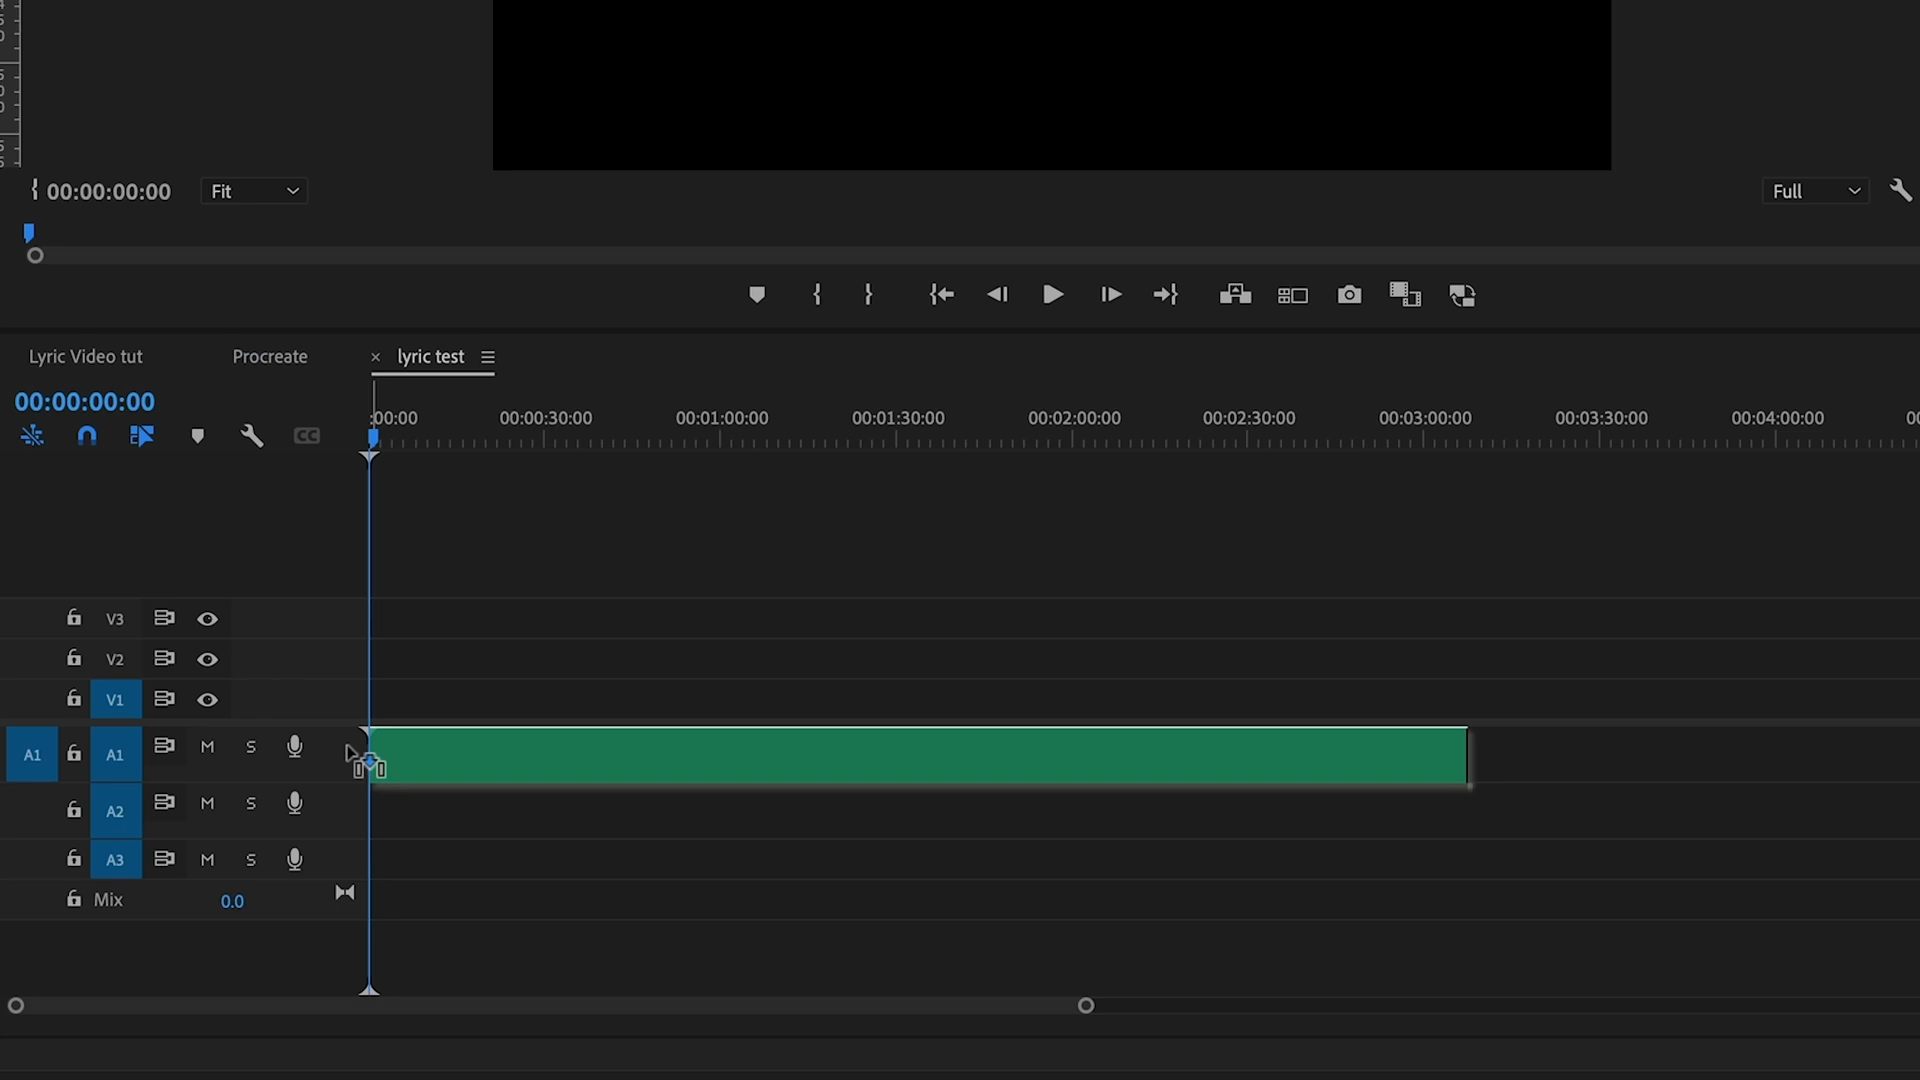 00:00:00:00 Fit Full
Lyric Video tut Procreate × lyric test
00:00:00:00
:00:00 00:00:30:00 00:01:00:00 00:01:30:00 00:02:00:00 00:02:30:00 00:03:00:00 00:03:30:00 00:04:00:00
CC
V3
V2
V1
A1 A1 M S
A2 M S
A3 M S
Mix 0.0